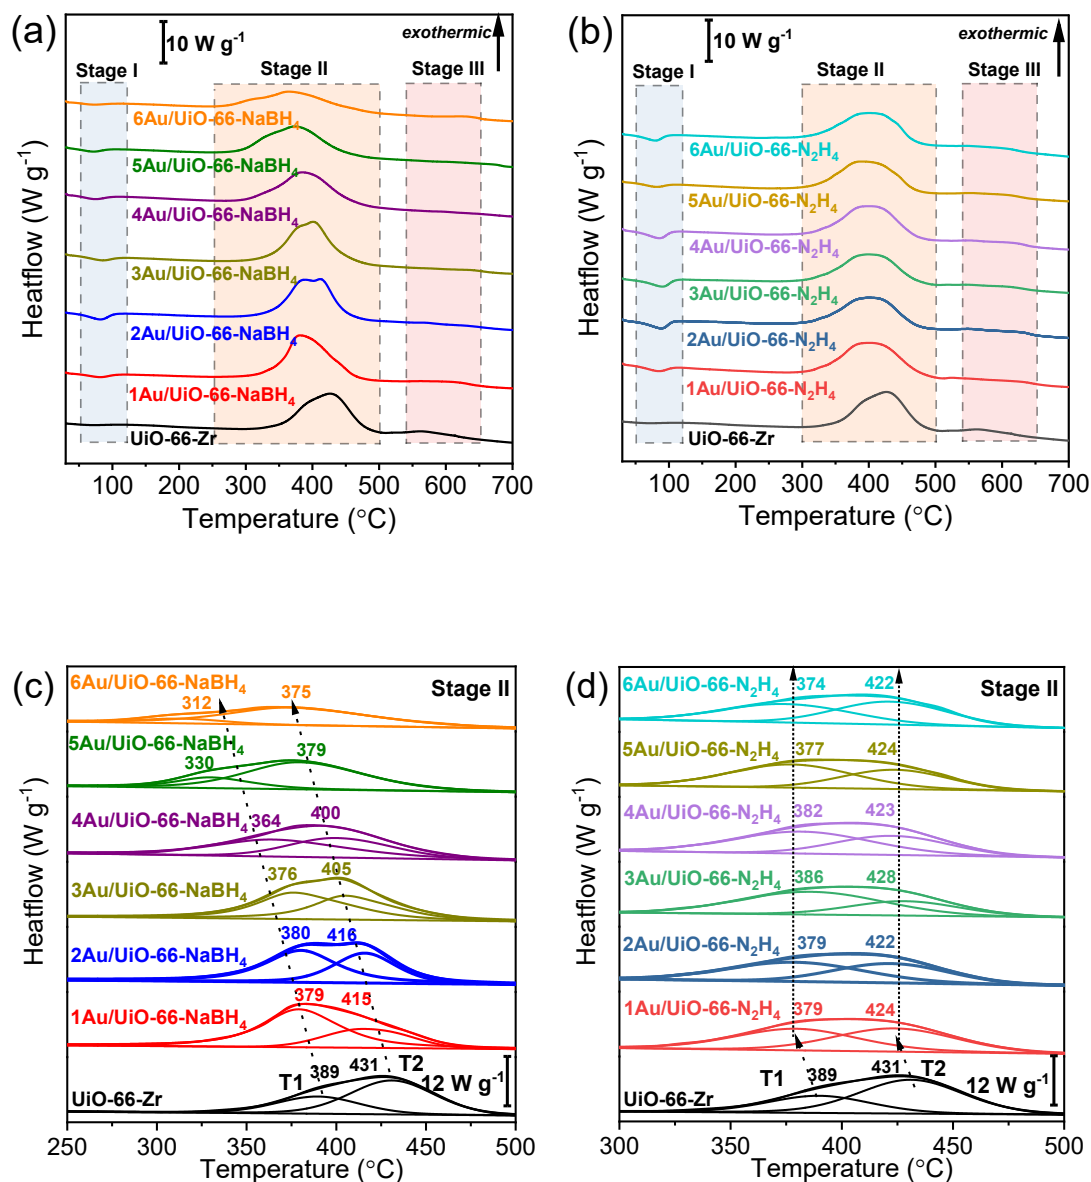 (a)
10 W g⁻¹
exothermic
Stage I
Stage II
Stage III
6Au/UiO-66-NaBH₄
5Au/UiO-66-NaBH₄
4Au/UiO-66-NaBH₄
3Au/UiO-66-NaBH₄
2Au/UiO-66-NaBH₄
1Au/UiO-66-NaBH₄
UiO-66-Zr
Heatflow (W g⁻¹)
100 200 300 400 500 600 700
Temperature (°C)
(b)
10 W g⁻¹
exothermic
Stage I
Stage II
Stage III
6Au/UiO-66-N₂H₄
5Au/UiO-66-N₂H₄
4Au/UiO-66-N₂H₄
3Au/UiO-66-N₂H₄
2Au/UiO-66-N₂H₄
1Au/UiO-66-N₂H₄
UiO-66-Zr
Heatflow (W g⁻¹)
100 200 300 400 500 600 700
Temperature (°C)
(c)
6Au/UiO-66-NaBH₄
Stage II
312 375
5Au/UiO-66-NaBH₄
330 379
4Au/UiO-66-NaBH₄ 364 400
3Au/UiO-66-NaBH₄ 376 405
2Au/UiO-66-NaBH₄ 380 416
1Au/UiO-66-NaBH₄ 379 415
T1 389 431 T2
12 W g⁻¹
UiO-66-Zr
Heatflow (W g⁻¹)
250 300 350 400 450 500
Temperature (°C)
(d)
6Au/UiO-66-N₂H₄ 374 422 Stage II
5Au/UiO-66-N₂H₄ 377 424
4Au/UiO-66-N₂H₄ 382 423
3Au/UiO-66-N₂H₄ 386 428
2Au/UiO-66-N₂H₄ 379 422
1Au/UiO-66-N₂H₄ 379 424
T1 389 431 T2
12 W g⁻¹
UiO-66-Zr
Heatflow (W g⁻¹)
300 350 400 450 500
Temperature (°C)